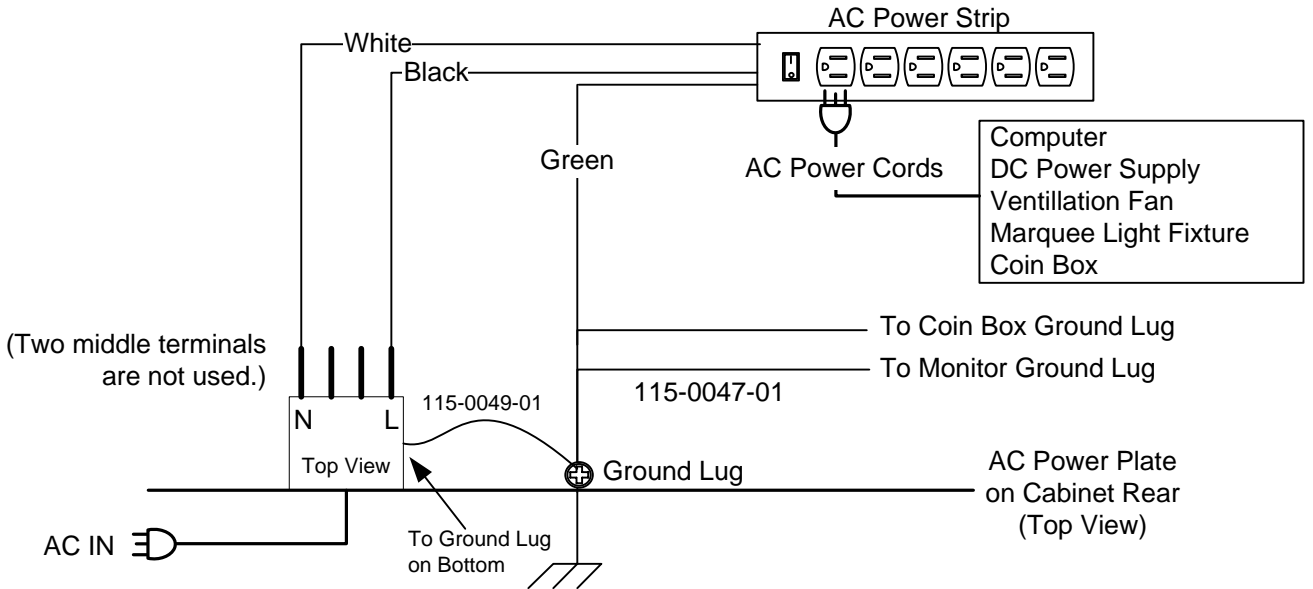 AC Power Strip
White
Black
Green
AC Power Cords
Computer
DC Power Supply
Ventillation Fan
Marquee Light Fixture
Coin Box
(Two middle terminals
are not used.)
To Coin Box Ground Lug
To Monitor Ground Lug
115-0047-01
115-0049-01
N
L
Top View
Ground Lug
AC Power Plate
on Cabinet Rear
(Top View)
AC IN
To Ground Lug
on Bottom